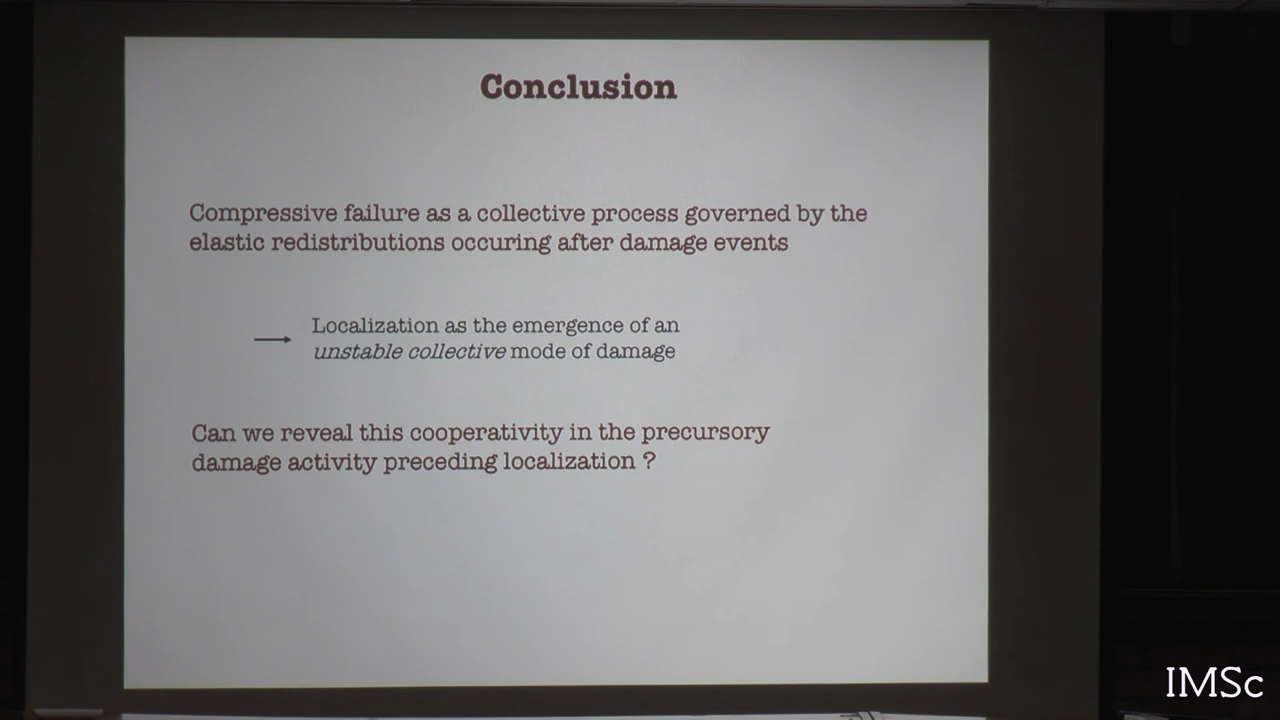 Conclusion
Compressive failure as a collective process governed by the
elastic redistributions occuring after damage events
Localization as the emergence of an
unstable collective mode of damage
Can we reveal this cooperativity in the precursory
damage activity preceding localization ?
IMSc